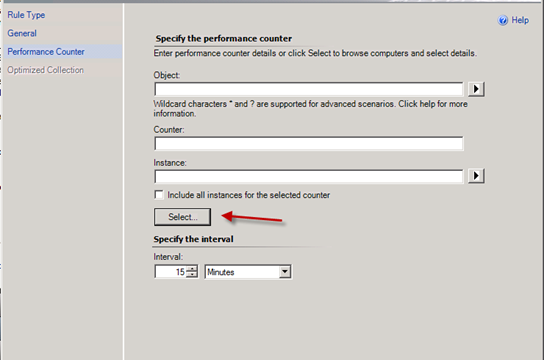 Rule Type
General
Performance Counter
Optimized Collection
Help
Specify the performance counter
Enter performance counter details or click Select to browse computers and select details.
Object:
Wildcard characters * and ? are supported for advanced scenarios. Click help for more
information.
Counter:
Instance:
Include all instances for the selected counter
Select...
Specify the interval
Interval:
15 Minutes